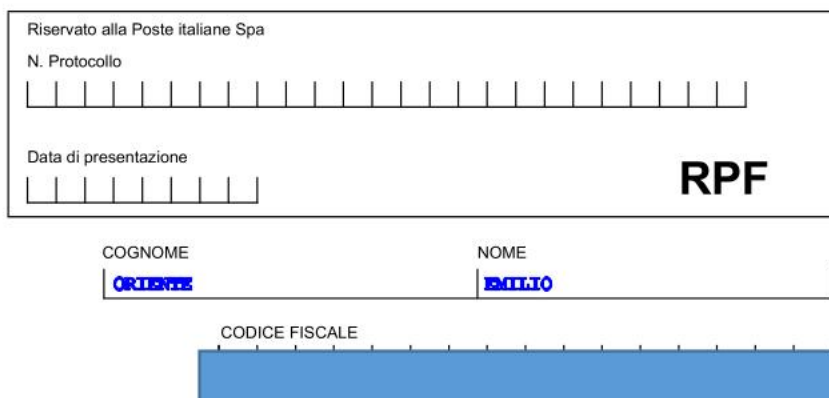 Riservato alla Poste italiane Spa
N. Protocollo
Data di presentazione
RPF
COGNOME NOME
ORIENTE EMILIO
CODICE FISCALE